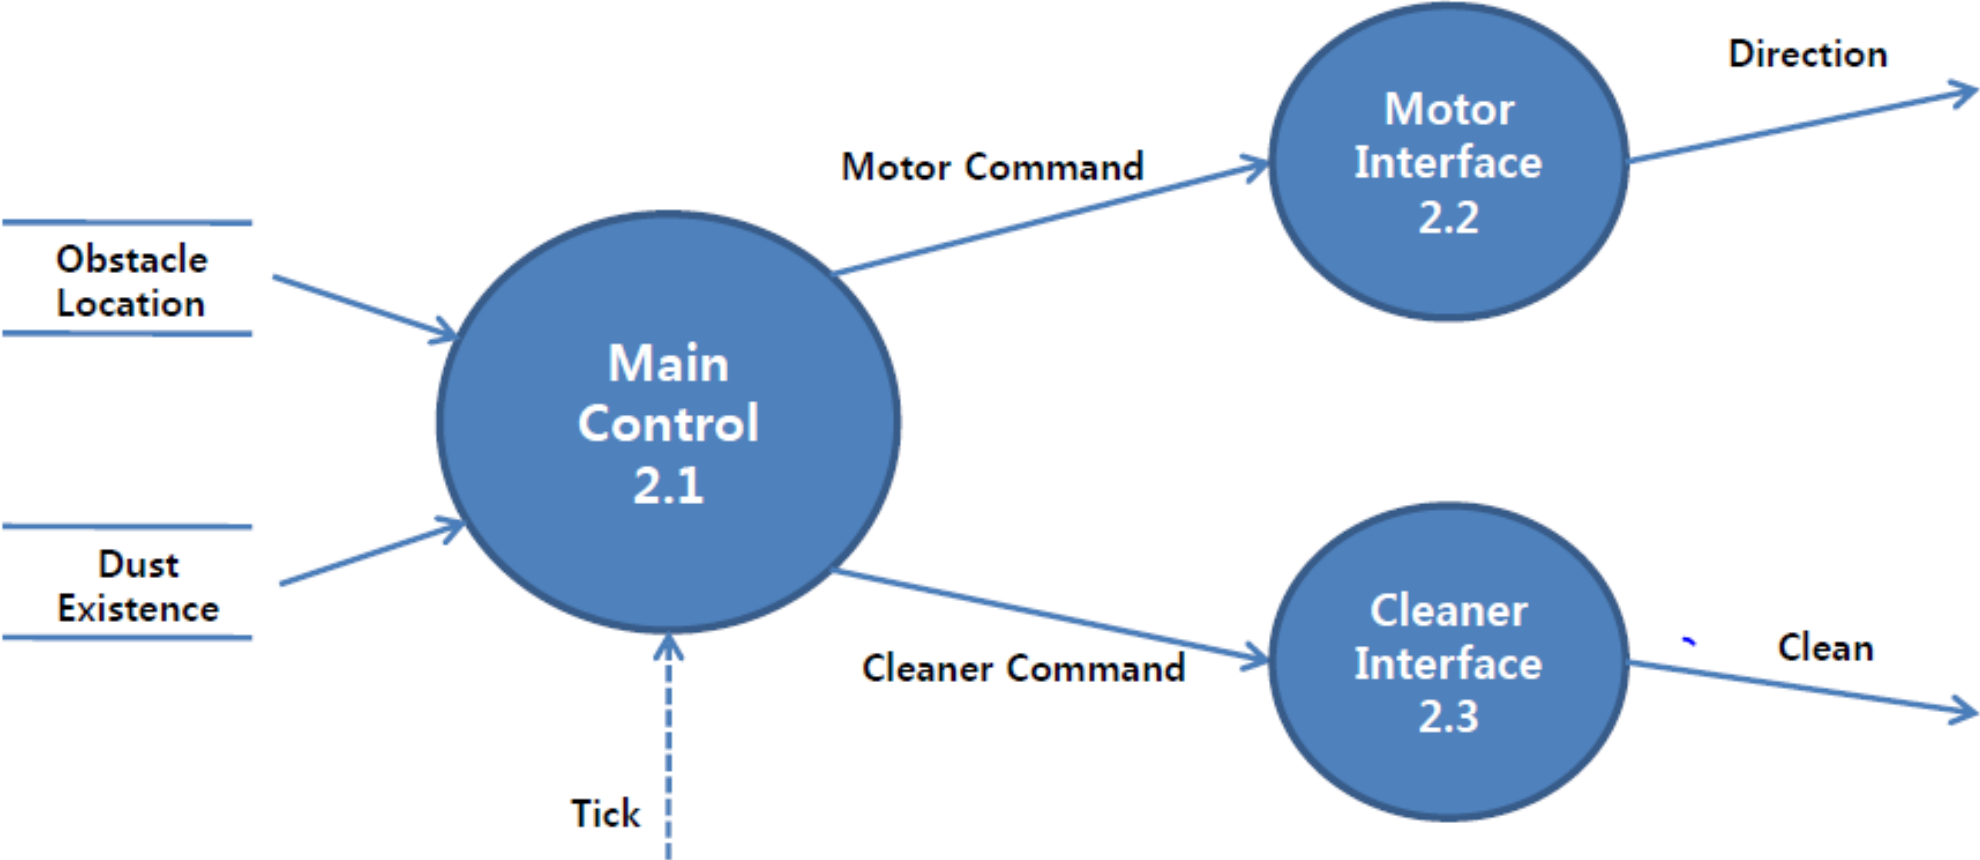 Obstacle
Location
Dust
Existence
Main
Control
2.1
Tick
Motor Command
Cleaner Command
Motor
Interface
2.2
Cleaner
Interface
2.3
Direction
Clean